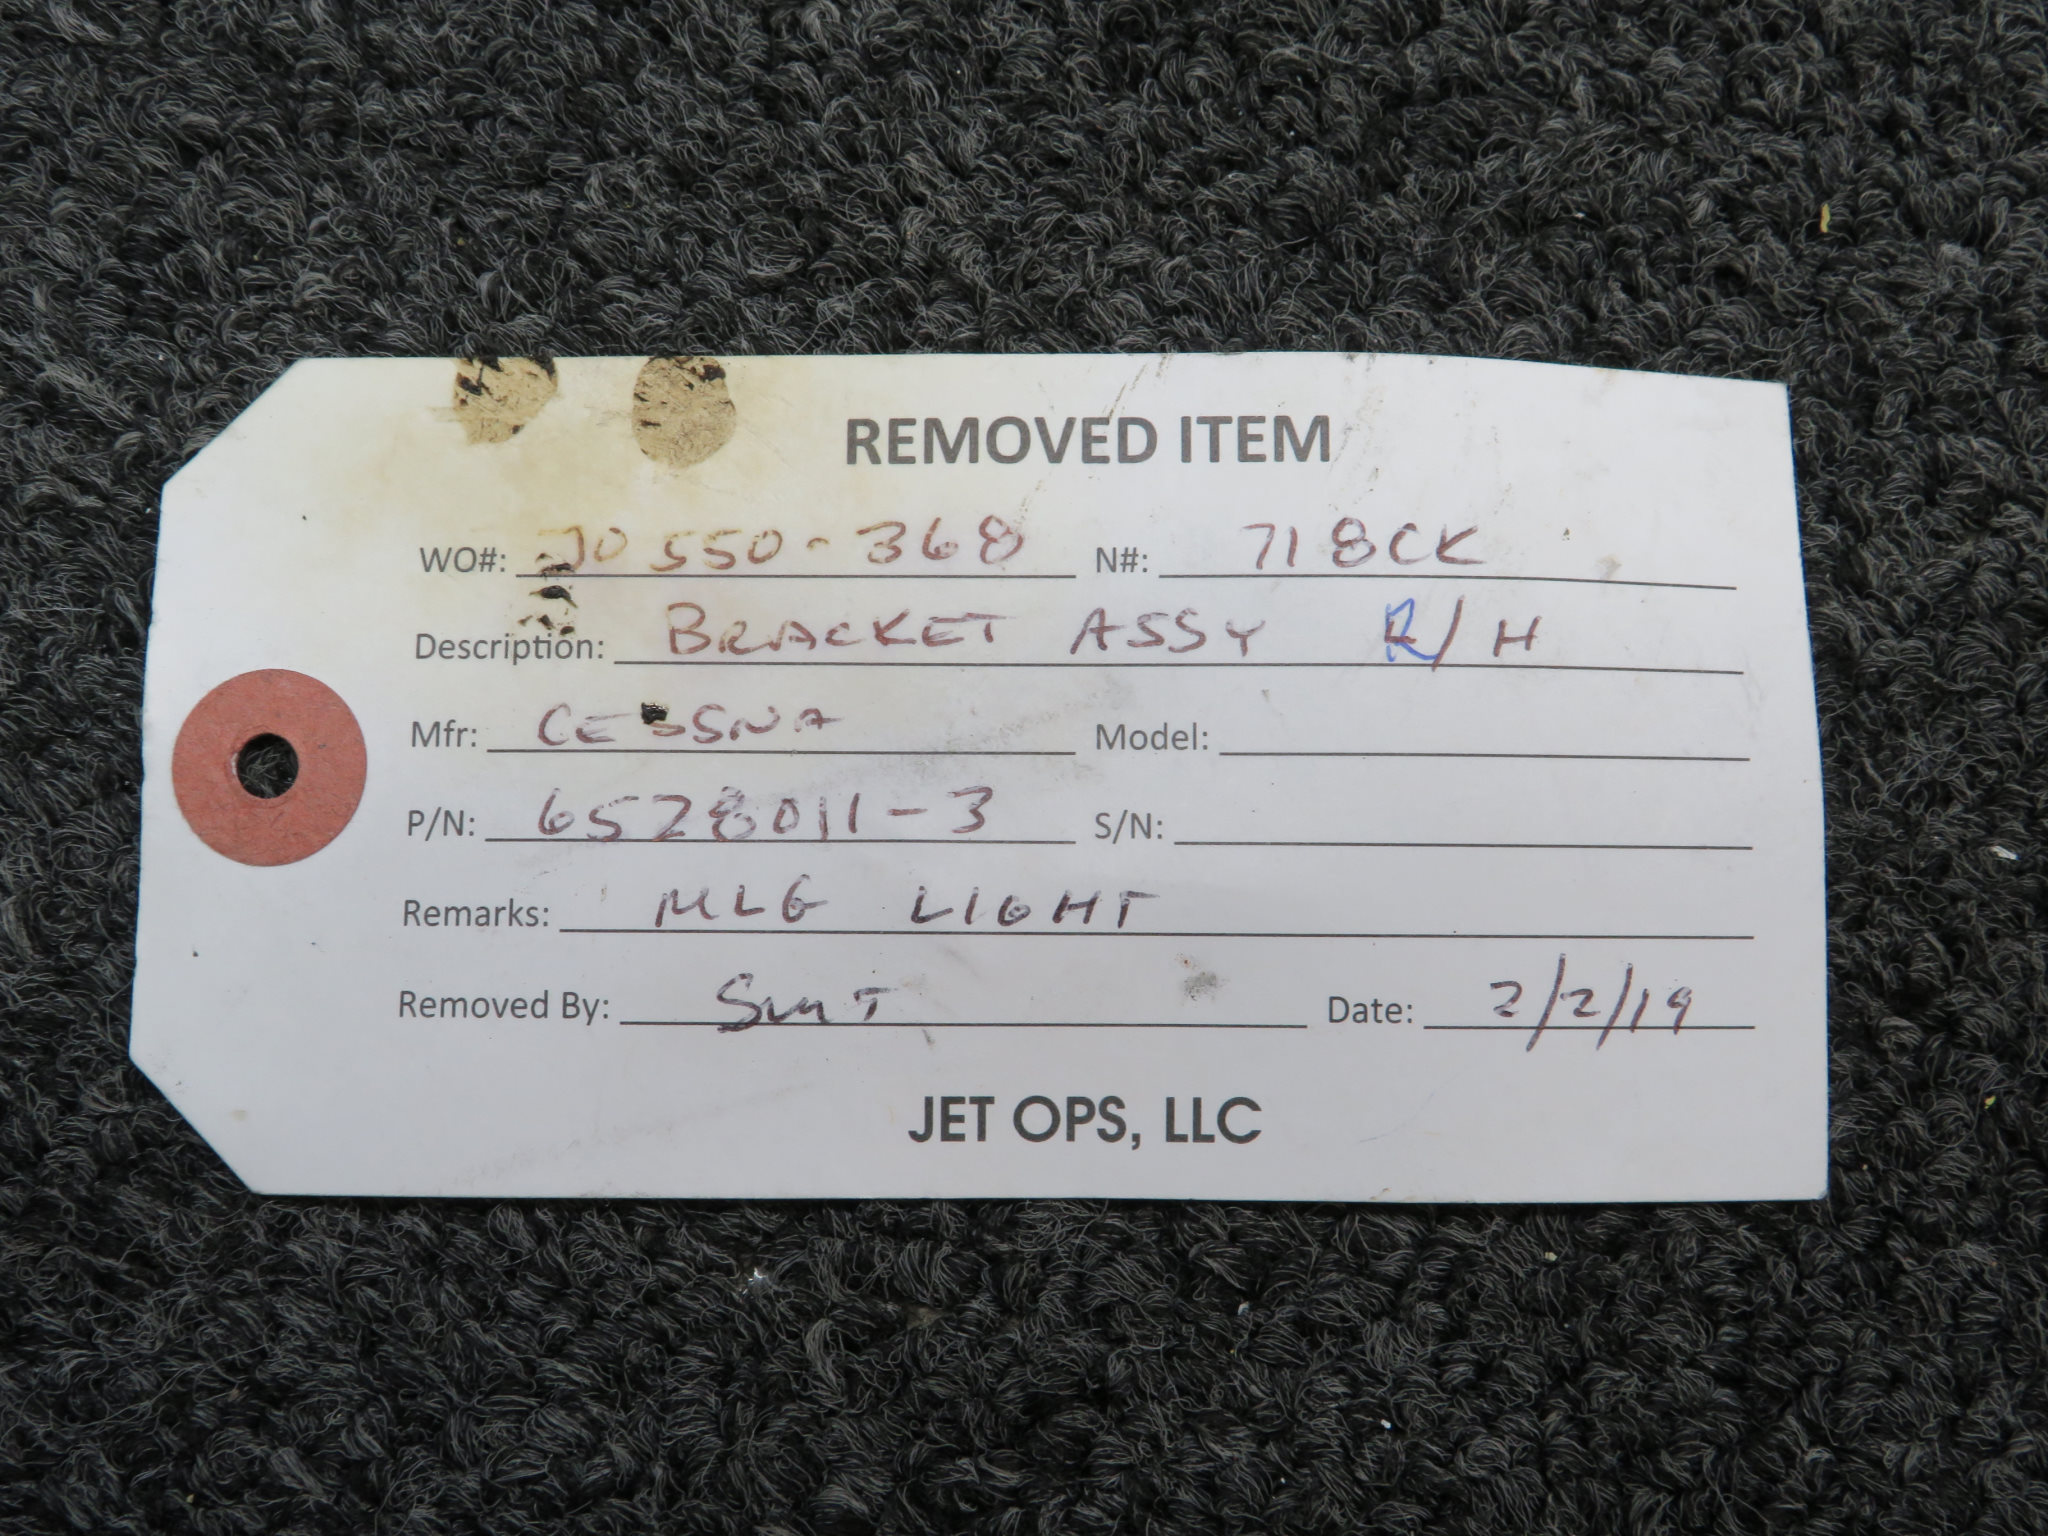 REMOVED ITEM
WO#: JO 550-368 N#: 718CK
Description: BRACKET ASSY R/H
Mfr: CESSNA Model:
P/N: 6528011-3 S/N:
Remarks: MLG LIGHT
Removed By: SMT Date: 2/2/19
JET OPS, LLC